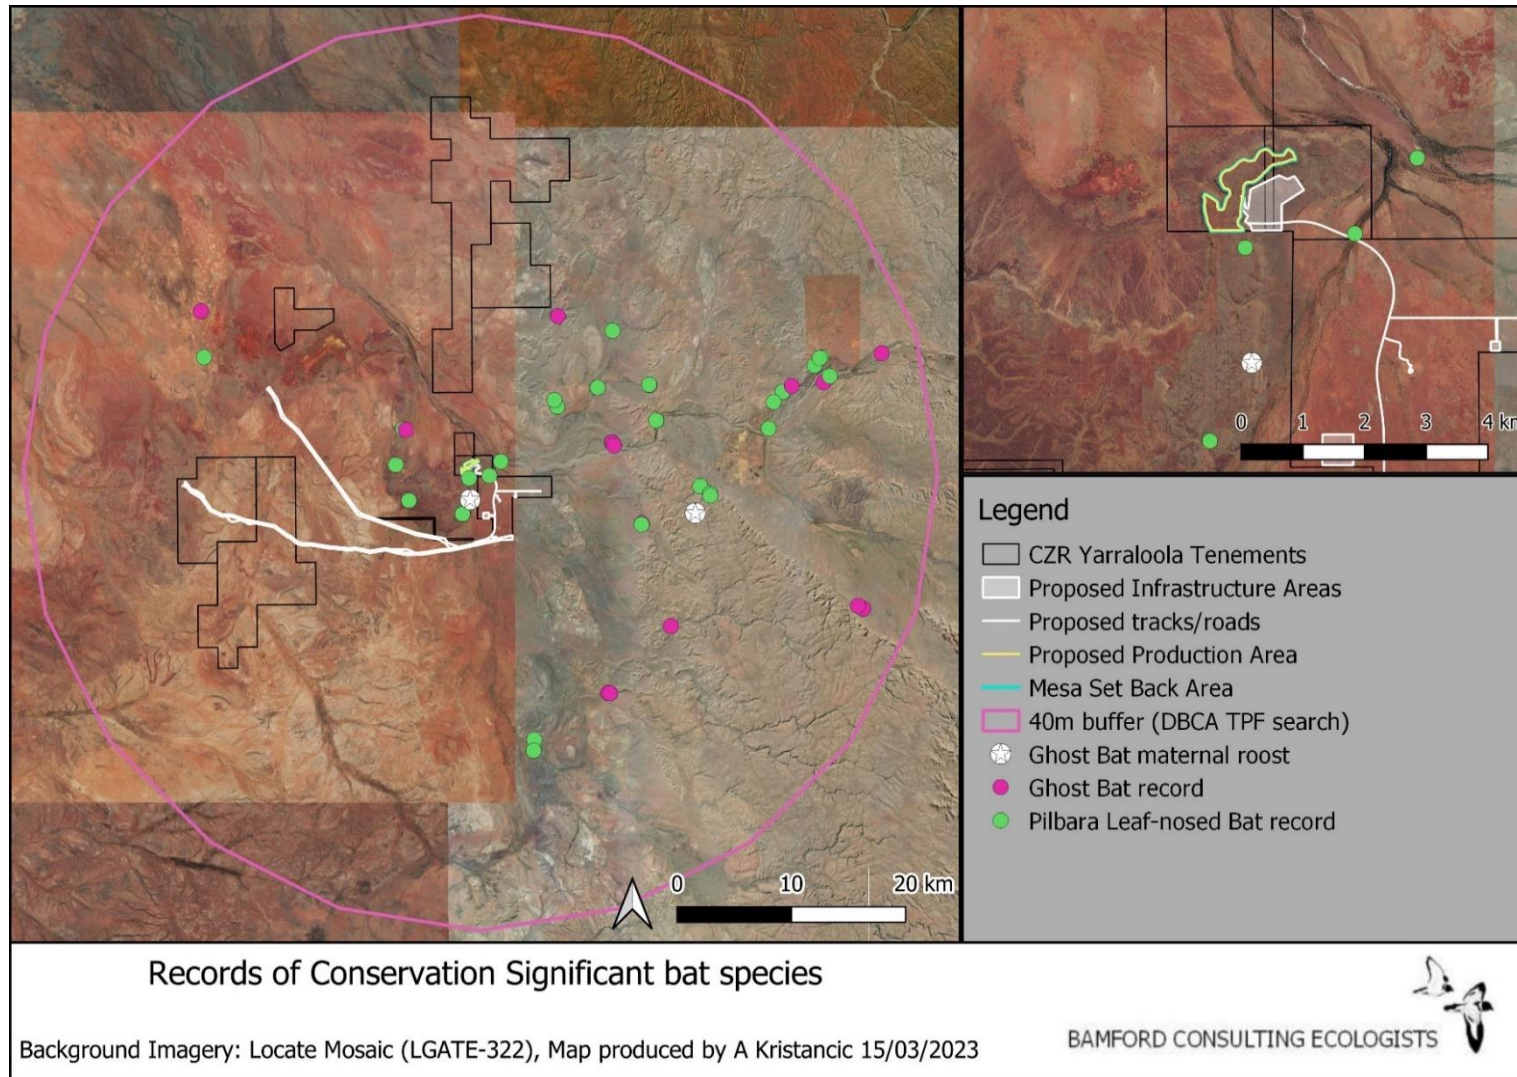 0 1 2 3 4 km
Legend
CZR Yarraloola Tenements
Proposed Infrastructure Areas
Proposed tracks/roads
Proposed Production Area
Mesa Set Back Area
40m buffer (DBCA TPF search)
Ghost Bat maternal roost
Ghost Bat record
Pilbara Leaf-nosed Bat record
0 10 20 km
Records of Conservation Significant bat species
Background Imagery: Locate Mosaic (LGATE-322), Map produced by A Kristancic 15/03/2023
BAMFORD CONSULTING ECOLOGISTS